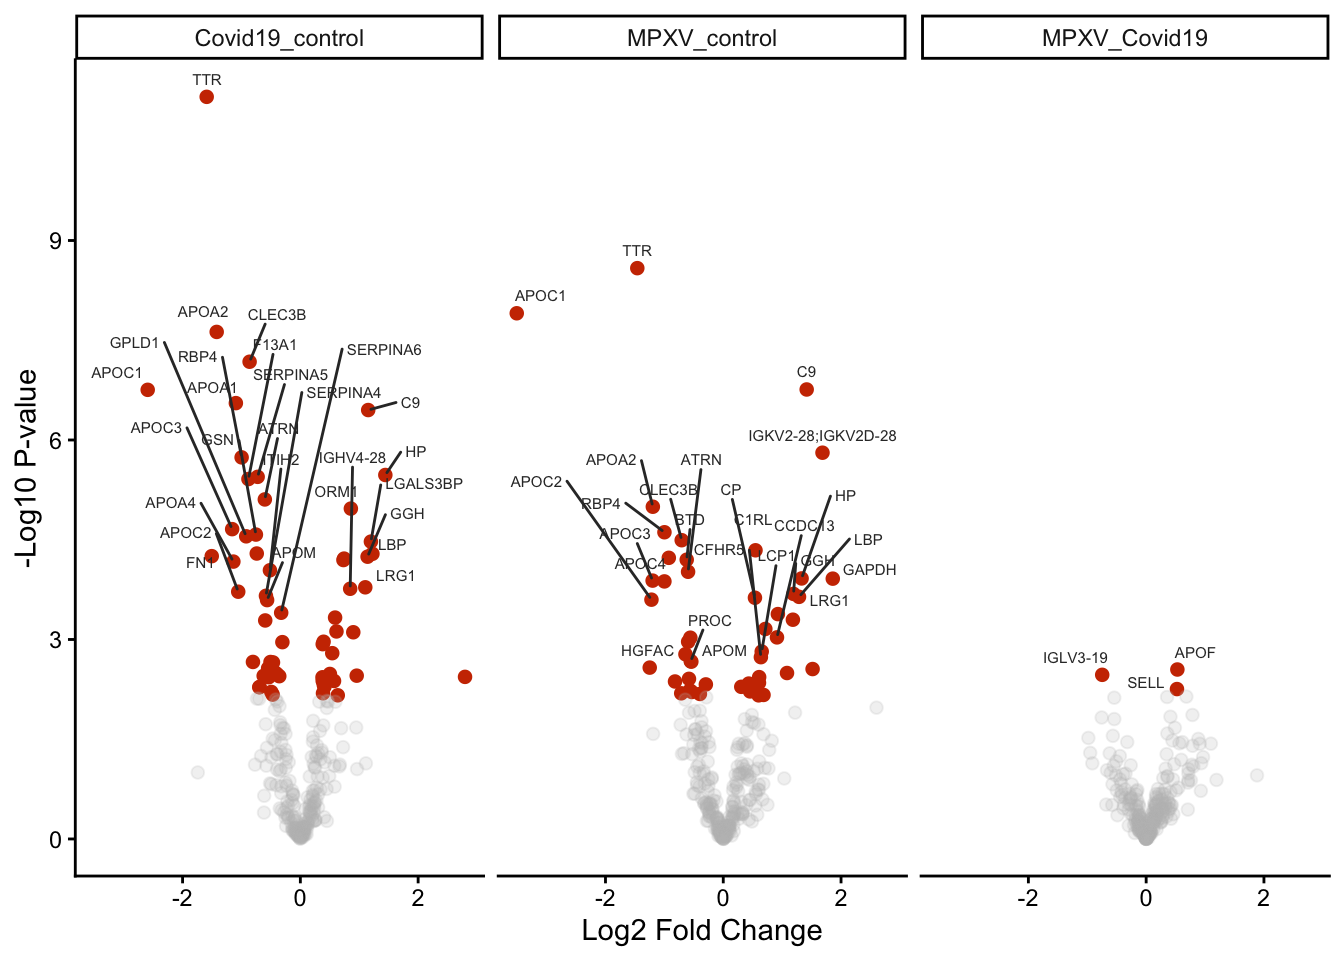 Covid19_control
MPXV_control
MPXV_Covid19
-Log10 P-value
9
6
3
0
TTR
APOA2
CLEC3B
GPLD1
RBP4
F13A1
SERPINA6
APOC1
APOA1
SERPINA5
SERPINA4
C9
APOC3
GSN
ATRN
ITIH2
IGHV4-28
HP
ORM1
LGALS3BP
APOA4
GGH
APOC2
FN1
APOM
LBP
LRG1
TTR
APOC1
C9
IGKV2-28;IGKV2D-28
APOA2
ATRN
APOC2
RBP4
CLEC3B
CP
HP
BTD
C1RL
CCDC13
APOC3
CFHR5
LBP
APOC4
LCP1
GGH
GAPDH
LRG1
PROC
HGFAC
APOM
IGLV3-19
APOF
SELL
-2
0
2
-2
0
2
-2
0
2
Log2 Fold Change